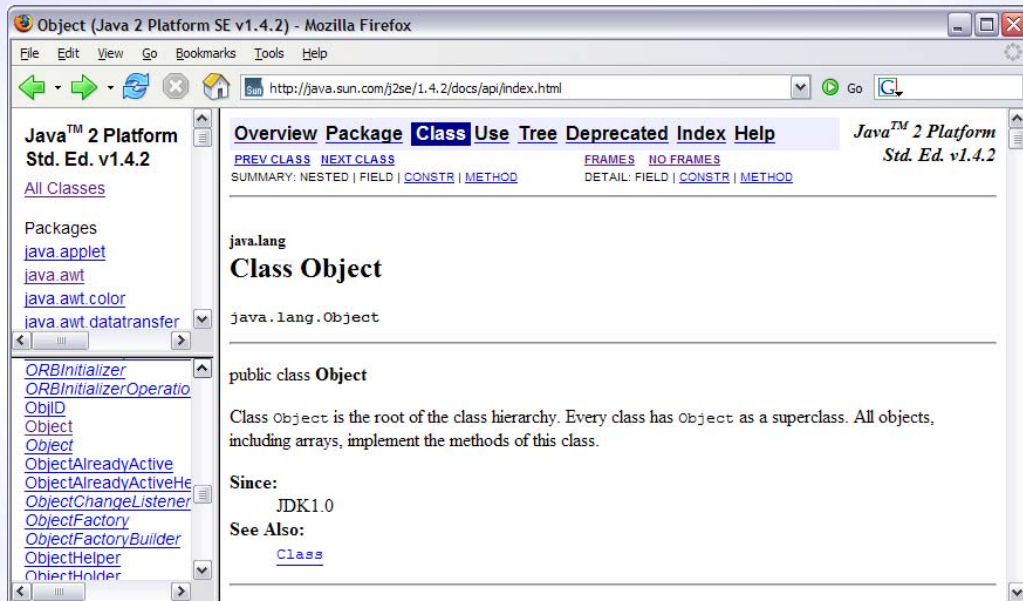 Object (Java 2 Platform SE v1.4.2) - Mozilla Firefox
File Edit View Go Bookmarks Tools Help
Sun http://java.sun.com/j2se/1.4.2/docs/api/index.html Go G
Java™ 2 Platform
Std. Ed. v1.4.2
All Classes
Packages
java.applet
java.awt
java.awt.color
java.awt.datatransfer
ORBInitializer
ORBInitializerOperatio
ObjID
Object
Object
ObjectAlreadyActive
ObjectAlreadyActiveHe
ObjectChangeListener
ObjectFactory
ObjectFactoryBuilder
ObjectHelper
ObjectHolder
Overview Package Class Use Tree Deprecated Index Help
Java™ 2 Platform
Std. Ed. v1.4.2
PREV CLASS NEXT CLASS FRAMES NO FRAMES
SUMMARY: NESTED | FIELD | CONSTR | METHOD DETAIL: FIELD | CONSTR | METHOD
java.lang
Class Object
java.lang.Object
public class Object
Class Object is the root of the class hierarchy. Every class has Object as a superclass. All objects,
including arrays, implement the methods of this class.
Since:
JDK1.0
See Also:
Class